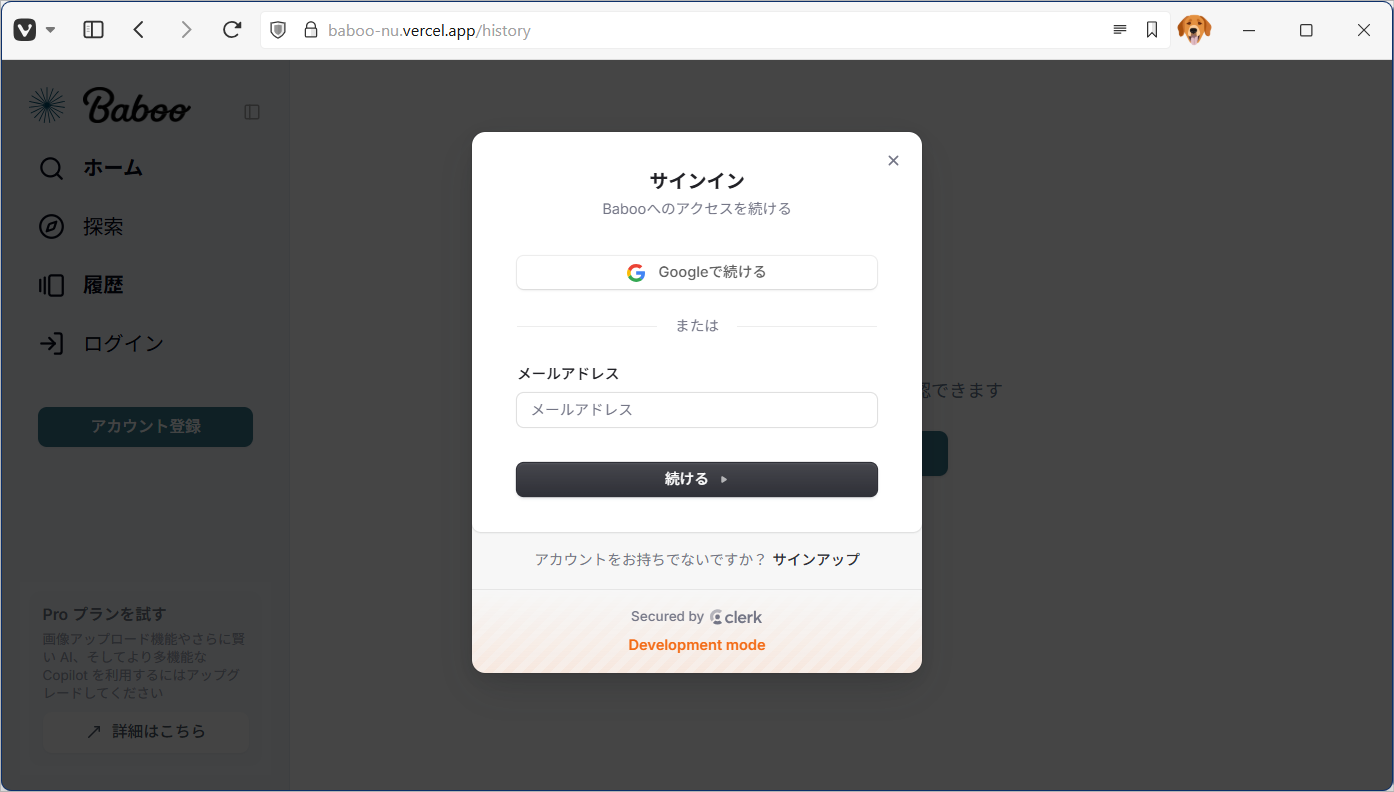 baboo-nu.vercel.app/history
Baboo
ホーム
探索
履歴
ログイン
アカウント登録
Pro プランを試す
画像アップロード機能やさらに賢
い AI、そしてより多機能な
Copilot を利用するにはアップグ
レードしてください
詳細はこちら
サインイン
Babooへのアクセスを続ける
Googleで続ける
または
メールアドレス
メールアドレス
続ける
アカウントをお持ちでないですか？ サインアップ
Secured by clerk
Development mode
認できます